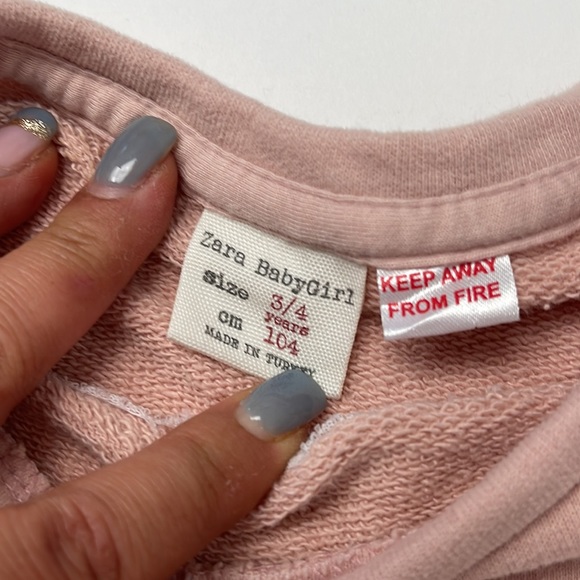 Zara BabyGirl
size 3/4
Years
cm 104
MADE IN TURKEY
KEEP AWAY
FROM FIRE